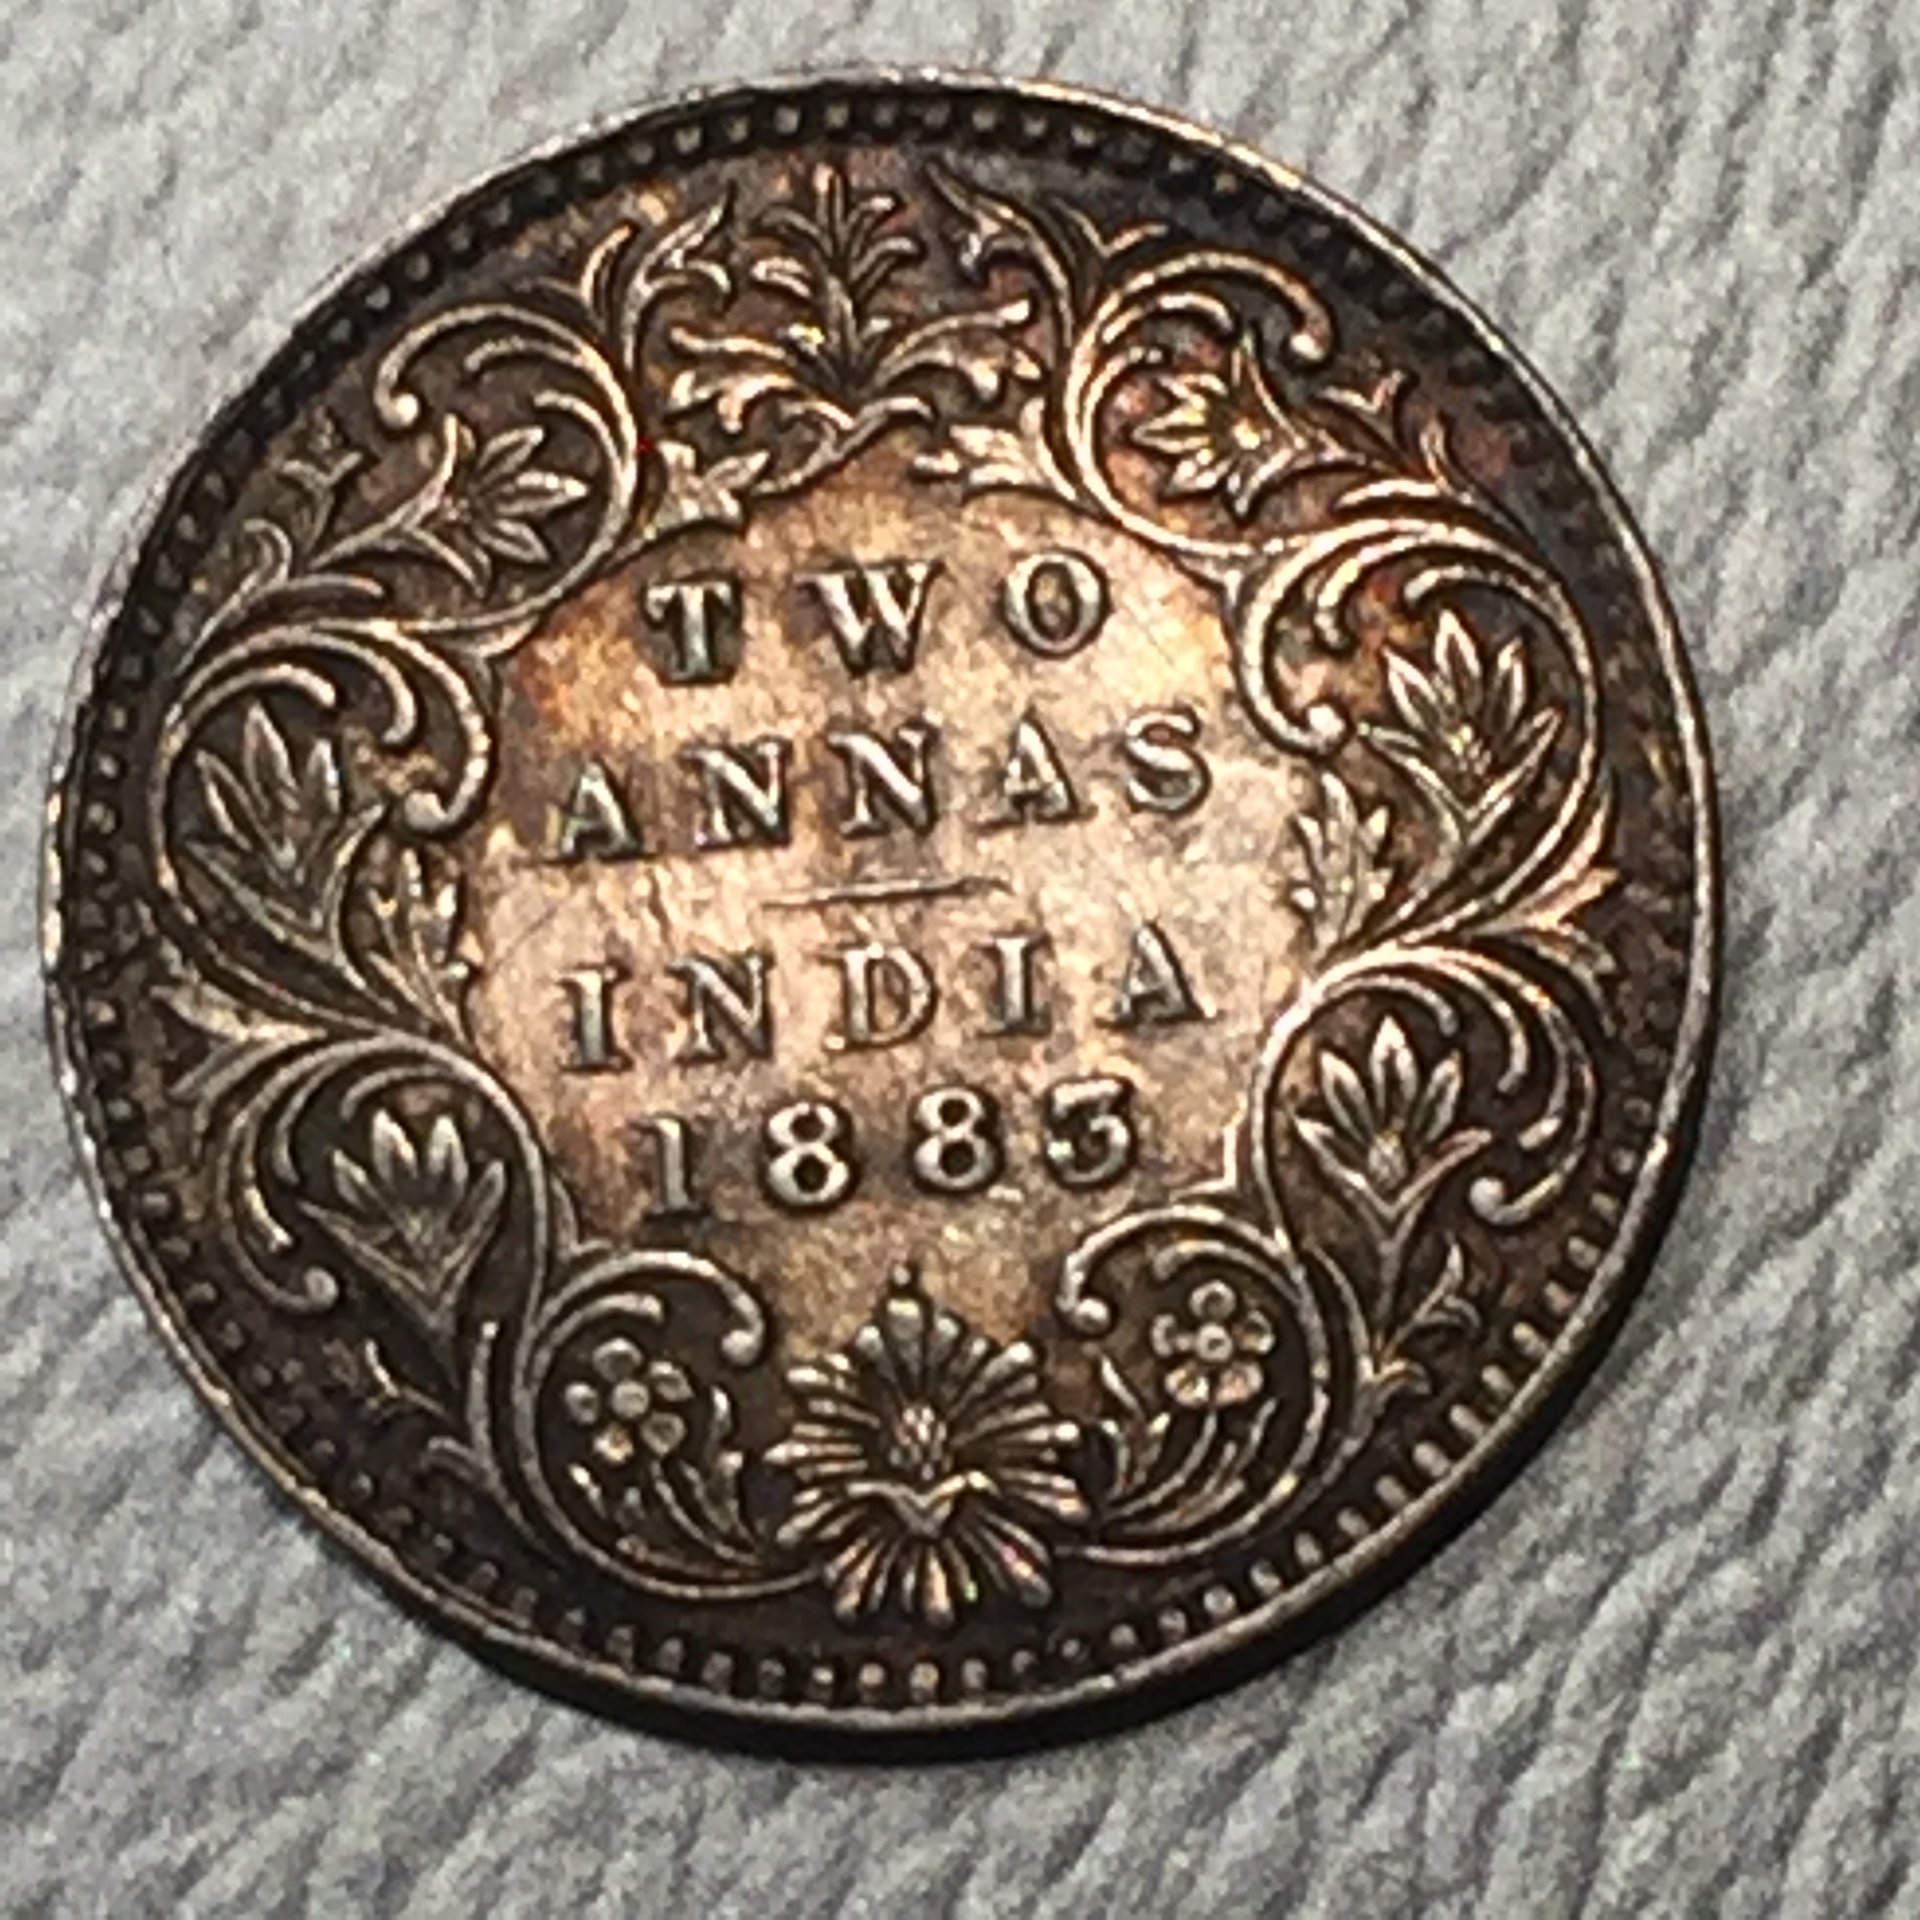 TWO
ANNAS
INDIA
1883